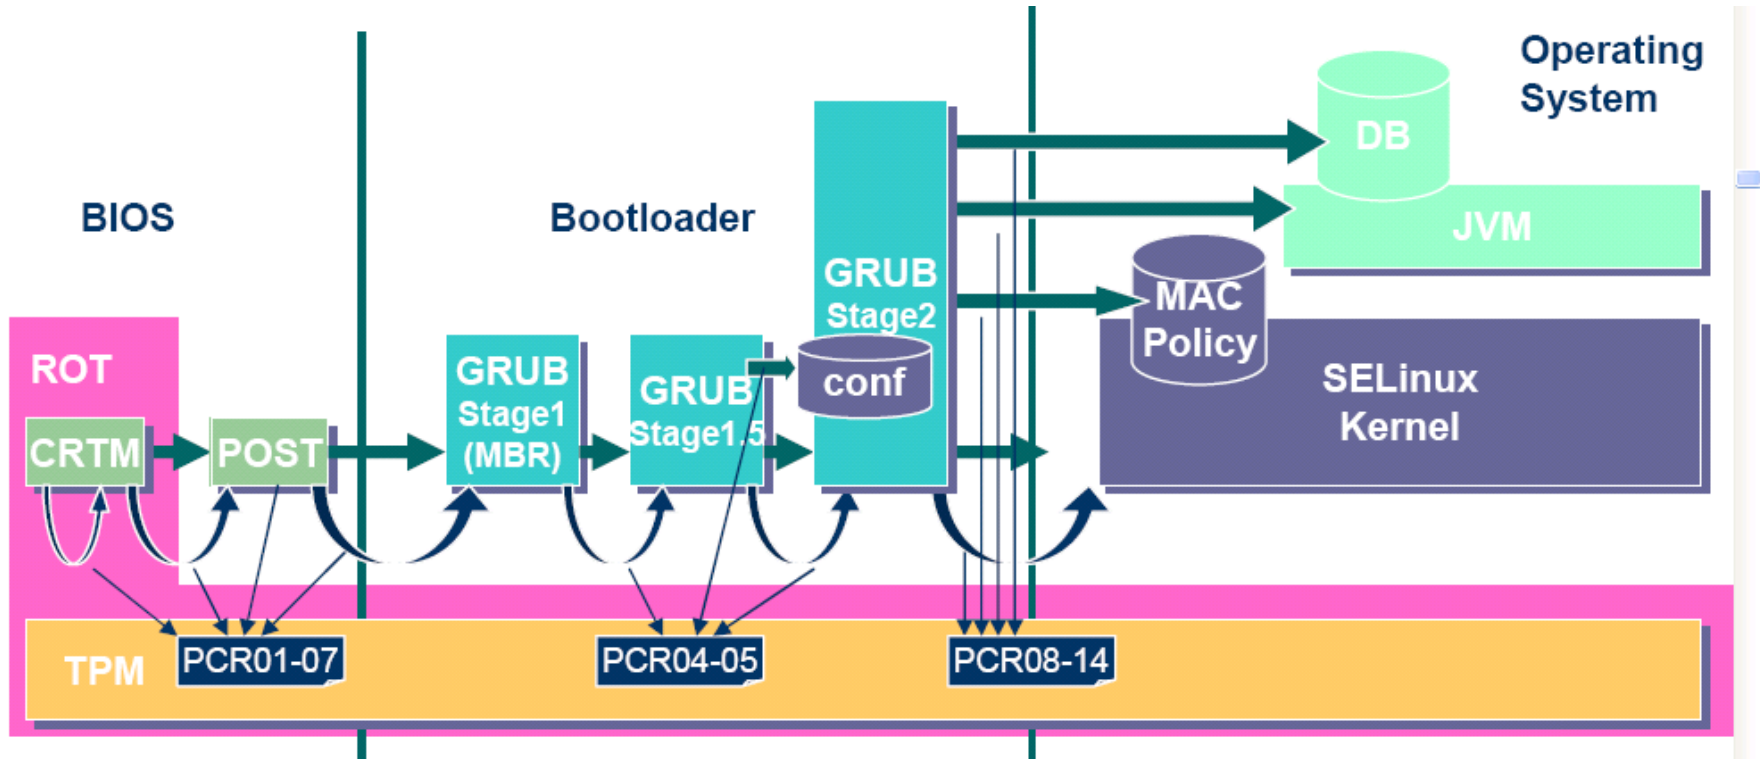 BIOS
Bootloader
Operating
System
ROT
CRTM
POST
GRUB
Stage1
(MBR)
GRUB
Stage1.5
GRUB
Stage2
conf
DB
JVM
MAC
Policy
SELinux
Kernel
TPM
PCR01-07
PCR04-05
PCR08-14